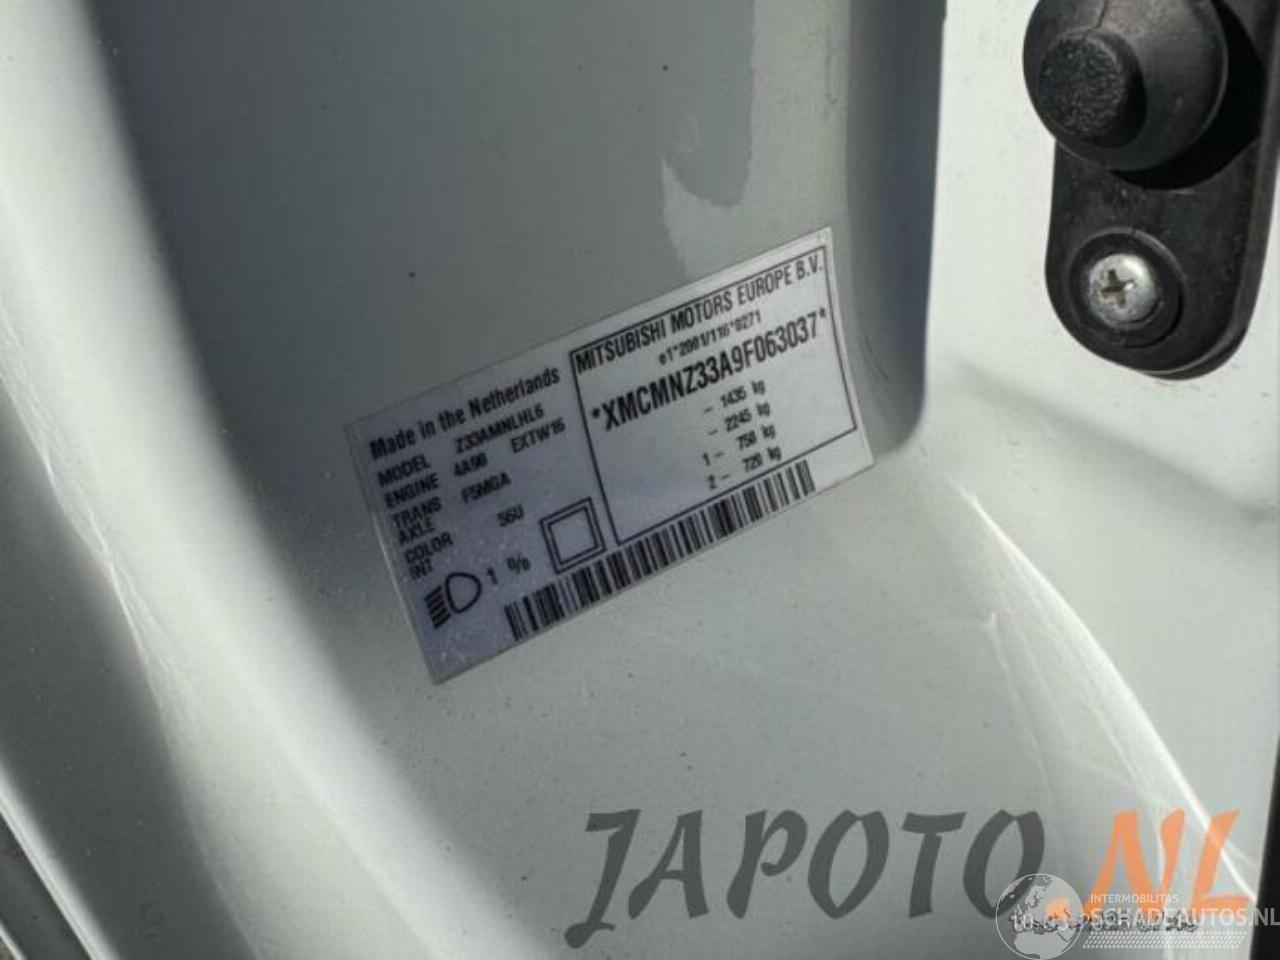 Made in the Netherlands
MODEL Z33AMNLHL6
ENGINE 4A90 EXTW16
TRANS F5MGA
AXLE
COLOR S6U
INT
1 %
MITSUBISHI MOTORS EUROPE B.V.
e1*2001/116*0271
*XMCMNZ33A9F063037*
- 1435 kg
- 2245 kg
1 - 750 kg
2 - 720 kg
JAPOTO.NL
INTERMOBILITAS
SCHADEAUTOS.NL